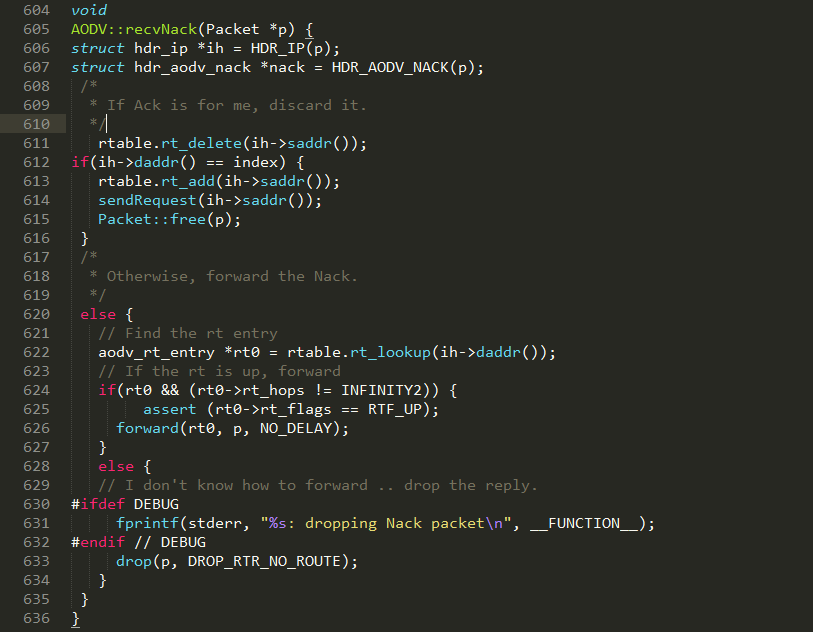 604 void
605 AODV::recvNack(Packet *p) {
606 struct hdr_ip *ih = HDR_IP(p);
607 struct hdr_aodv_nack *nack = HDR_AODV_NACK(p);
608  /*
609   * If Ack is for me, discard it.
610   */
611    rtable.rt_delete(ih->saddr());
612 if(ih->daddr() == index) {
613    rtable.rt_add(ih->saddr());
614    sendRequest(ih->saddr());
615    Packet::free(p);
616  }
617  /*
618   * Otherwise, forward the Nack.
619   */
620  else {
621    // Find the rt entry
622    aodv_rt_entry *rt0 = rtable.rt_lookup(ih->daddr());
623    // If the rt is up, forward
624    if(rt0 && (rt0->rt_hops != INFINITY2)) {
625         assert (rt0->rt_flags == RTF_UP);
626      forward(rt0, p, NO_DELAY);
627    }
628    else {
629    // I don't know how to forward .. drop the reply.
630 #ifdef DEBUG
631      fprintf(stderr, "%s: dropping Nack packet\n", __FUNCTION__);
632 #endif // DEBUG
633      drop(p, DROP_RTR_NO_ROUTE);
634    }
635  }
636 }